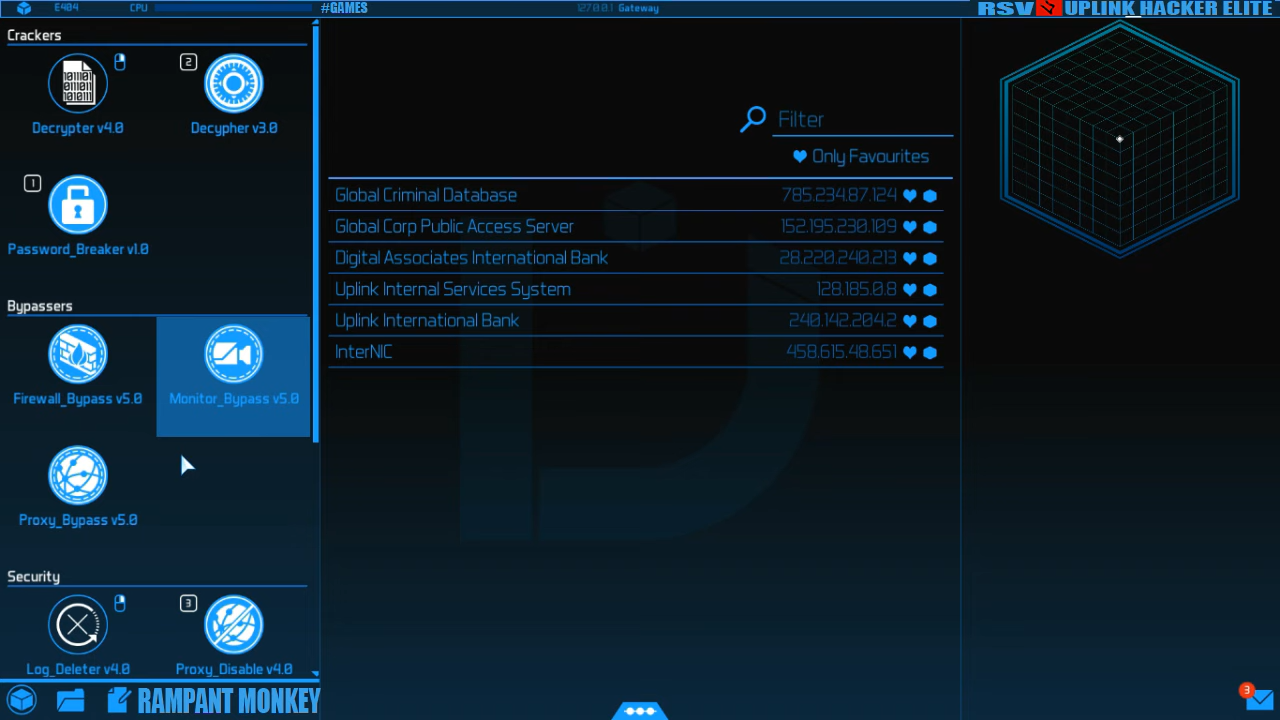 E404 CPU #GAMES 127.0.0.1 Gateway RSV UPLINK HACKER ELITE
Crackers
2
Decrypter v4.0 Decypher v3.0
1
Password_Breaker v1.0
Bypassers
Firewall_Bypass v5.0 Monitor_Bypass v5.0
Proxy_Bypass v5.0
Security
3
Log_Deleter v4.0 Proxy_Disable v4.0
RAMPANT MONKEY
Filter
Only Favourites
Global Criminal Database 785.234.87.124
Global Corp Public Access Server 152.195.230.109
Digital Associates International Bank 28.220.240.213
Uplink Internal Services System 128.185.0.8
Uplink International Bank 240.142.204.2
InterNIC 458.615.48.651
3